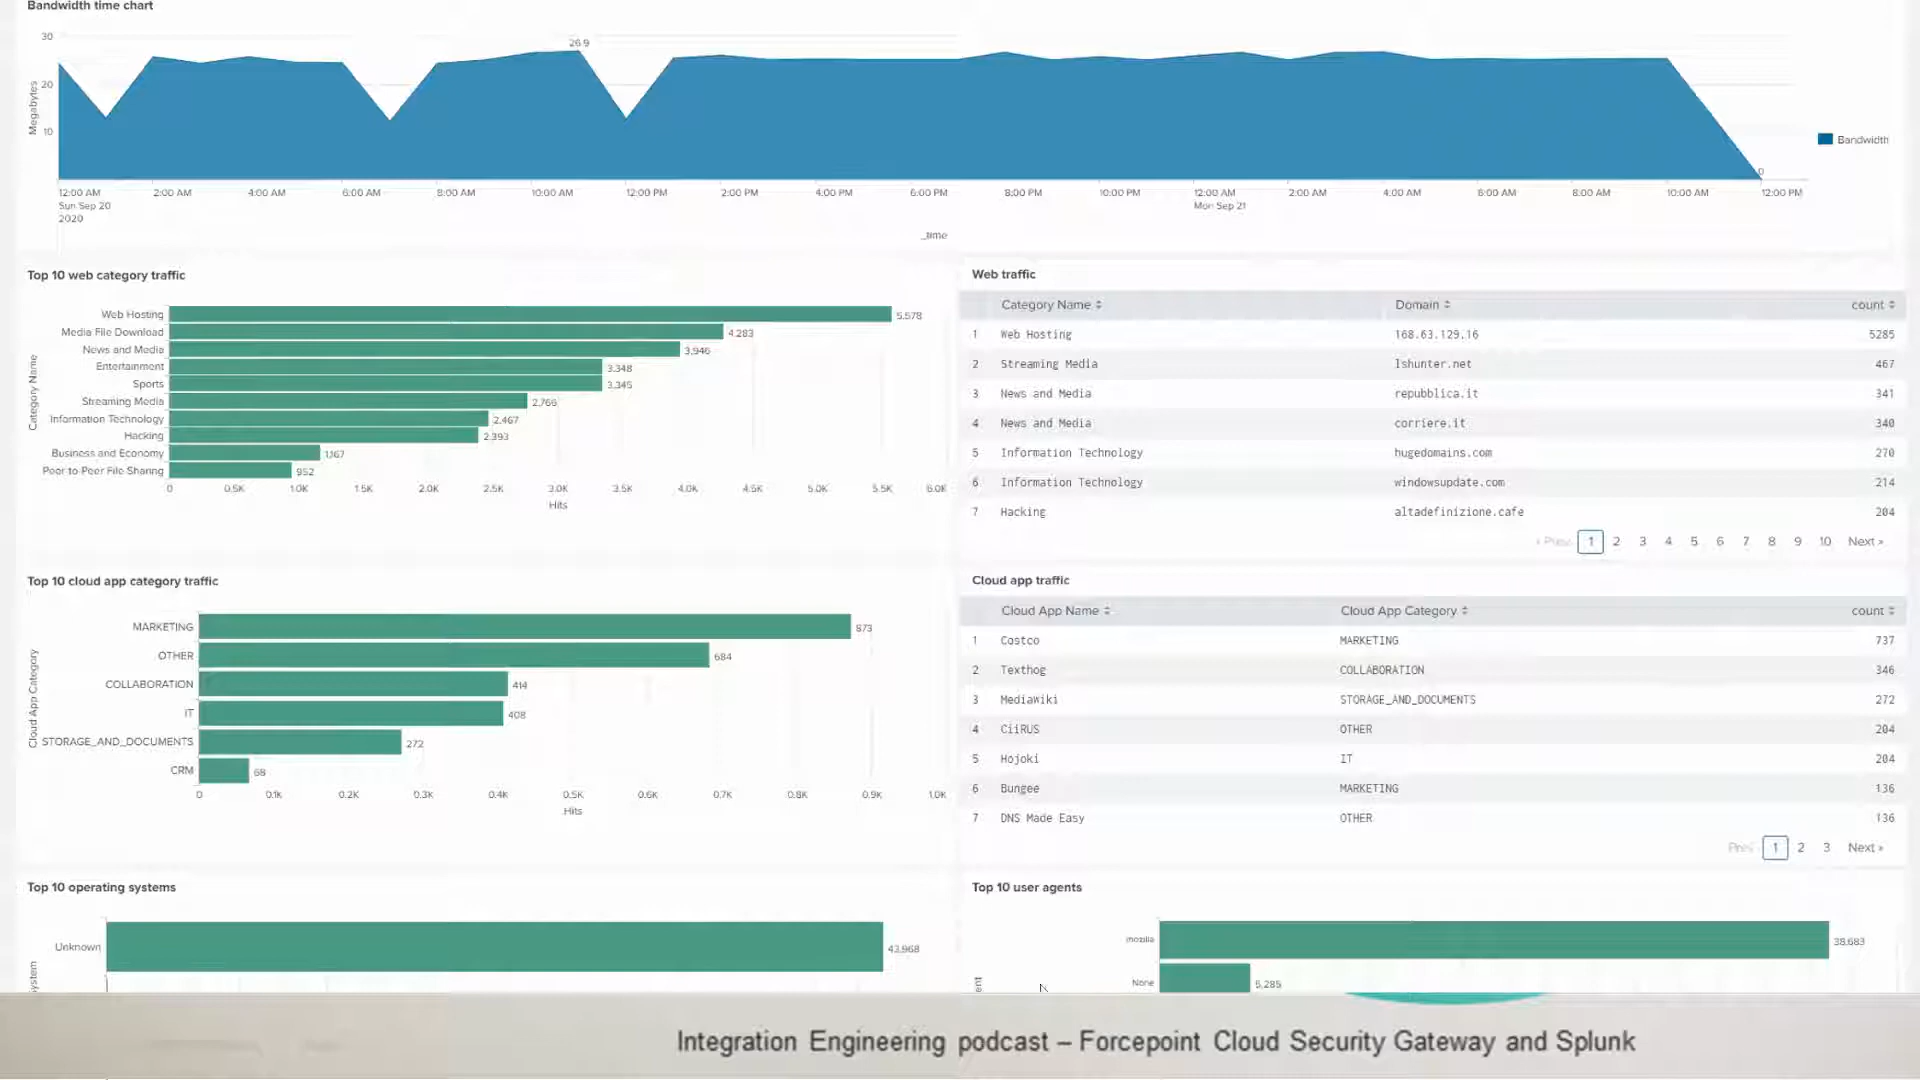 Bandwidth time chart
30
26.9
20
10
Megabytes
0
Bandwidth
12:00 AM 2:00 AM 4:00 AM 6:00 AM 8:00 AM 10:00 AM 12:00 PM 2:00 PM 4:00 PM 6:00 PM 8:00 PM 10:00 PM 12:00 AM 2:00 AM 4:00 AM 6:00 AM 8:00 AM 10:00 AM 12:00 PM
Sun Sep 20 Mon Sep 21
2020
_time
Top 10 web category traffic
Category Name
Web Hosting 5,578
Media File Download 4,283
News and Media 3,946
Entertainment 3,348
Sports 3,345
Streaming Media 2,766
Information Technology 2,467
Hacking 2,393
Business and Economy 1,167
Peer to Peer File Sharing 952
0 0.5K 1.0K 1.5K 2.0K 2.5K 3.0K 3.5K 4.0K 4.5K 5.0K 5.5K 6.0K
Hits
Web traffic
Category Name Domain count
1 Web Hosting 168.63.129.16 5285
2 Streaming Media lshunter.net 467
3 News and Media repubblica.it 341
4 News and Media corriere.it 340
5 Information Technology hugedomains.com 270
6 Information Technology windowsupdate.com 214
7 Hacking altadefinizione.cafe 204
« Prev 1 2 3 4 5 6 7 8 9 10 Next »
Top 10 cloud app category traffic
Cloud App Category
MARKETING 873
OTHER 684
COLLABORATION 414
IT 408
STORAGE_AND_DOCUMENTS 272
CRM 68
0 0.1K 0.2K 0.3K 0.4K 0.5K 0.6K 0.7K 0.8K 0.9K 1.0K
Hits
Cloud app traffic
Cloud App Name Cloud App Category count
1 Costco MARKETING 737
2 Texthog COLLABORATION 346
3 MediaWiki STORAGE_AND_DOCUMENTS 272
4 CiiRUS OTHER 204
5 Hojoki IT 204
6 Bungee MARKETING 136
7 DNS Made Easy OTHER 136
Prev 1 2 3 Next »
Top 10 operating systems
Unknown 43,968
ystem
Top 10 user agents
mozilla 38,683
None 5,285
ent
Integration Engineering podcast – Forcepoint Cloud Security Gateway and Splunk